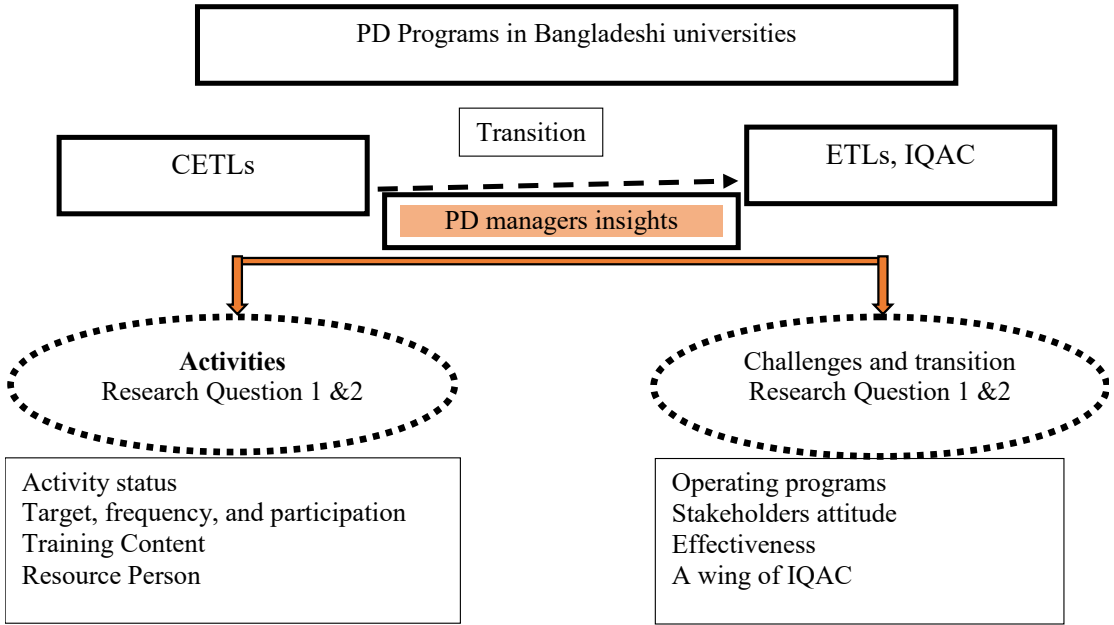 PD Programs in Bangladeshi universities
Transition
CETLs
ETLs, IQAC
PD managers insights
Activities
Research Question 1 &2
Challenges and transition
Research Question 1 &2
Activity status
Target, frequency, and participation
Training Content
Resource Person
Operating programs
Stakeholders attitude
Effectiveness
A wing of IQAC